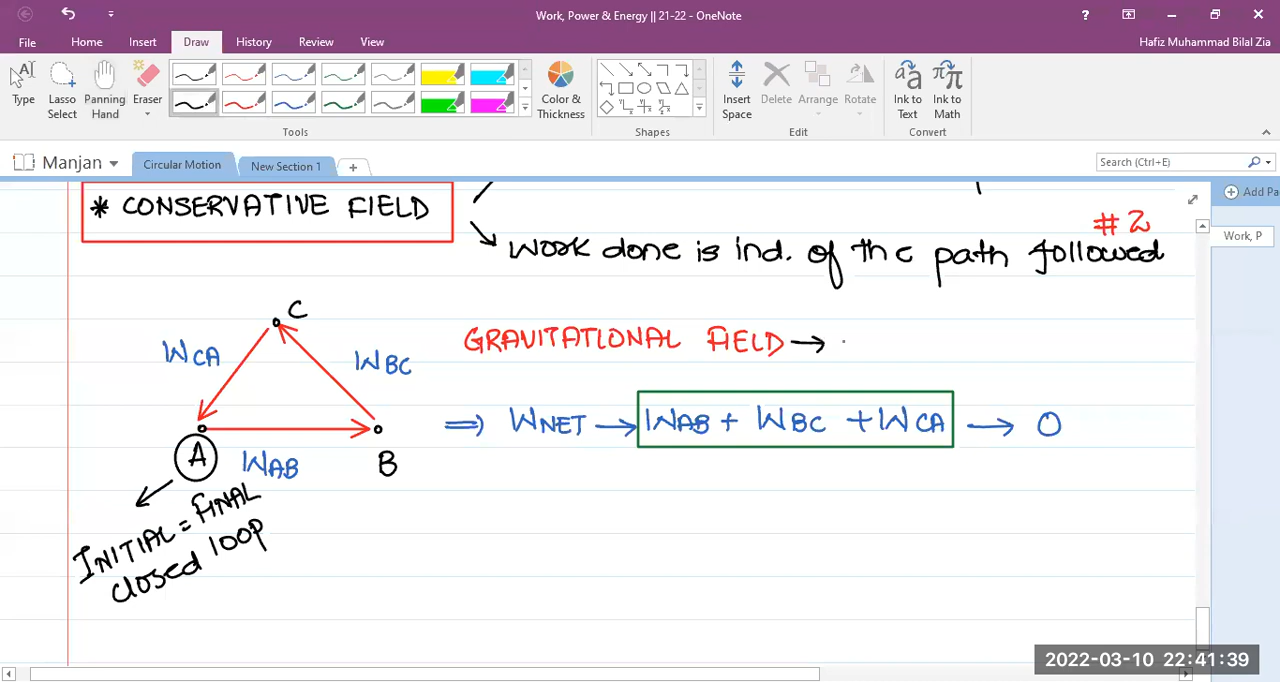 Work, Power & Energy || 21-22 - OneNote
?
File Home Insert Draw History Review View Hafiz Muhammad Bilal Zia
Type
Lasso Select
Panning Hand
Eraser
Color & Thickness
Insert Space
Delete
Arrange
Rotate
Ink to Text
Ink to Math
Tools Shapes Edit Convert
Manjan Circular Motion New Section 1 Search (Ctrl+E)
Add Pa
Work, P
* CONSERVATIVE FIELD
#2
Work done is ind. of the path followed
C
GRAVITATIONAL FIELD →
WCA WBC
⇒ WNET → WAB + WBC + WCA → 0
A WAB B
INITIAL = FINAL
closed loop
2022-03-10 22:41:39